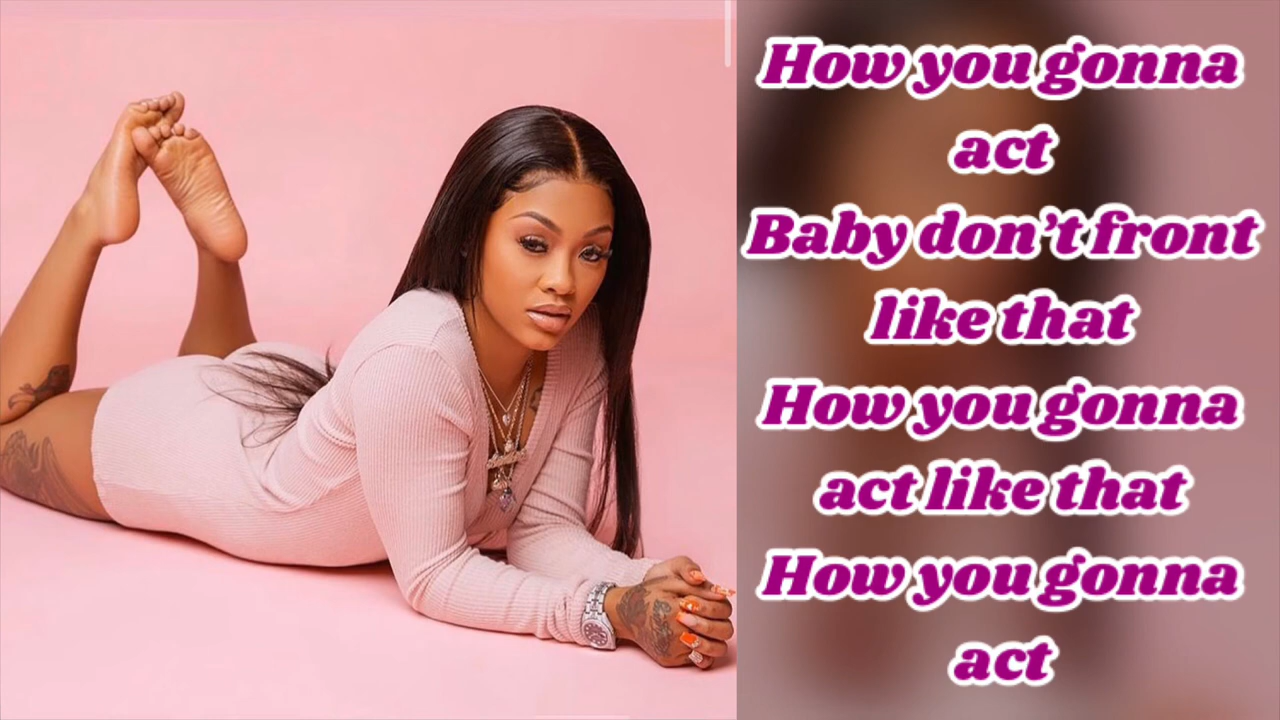 How you gonna
act
Baby don’t front
like that
How you gonna
act like that
How you gonna
act